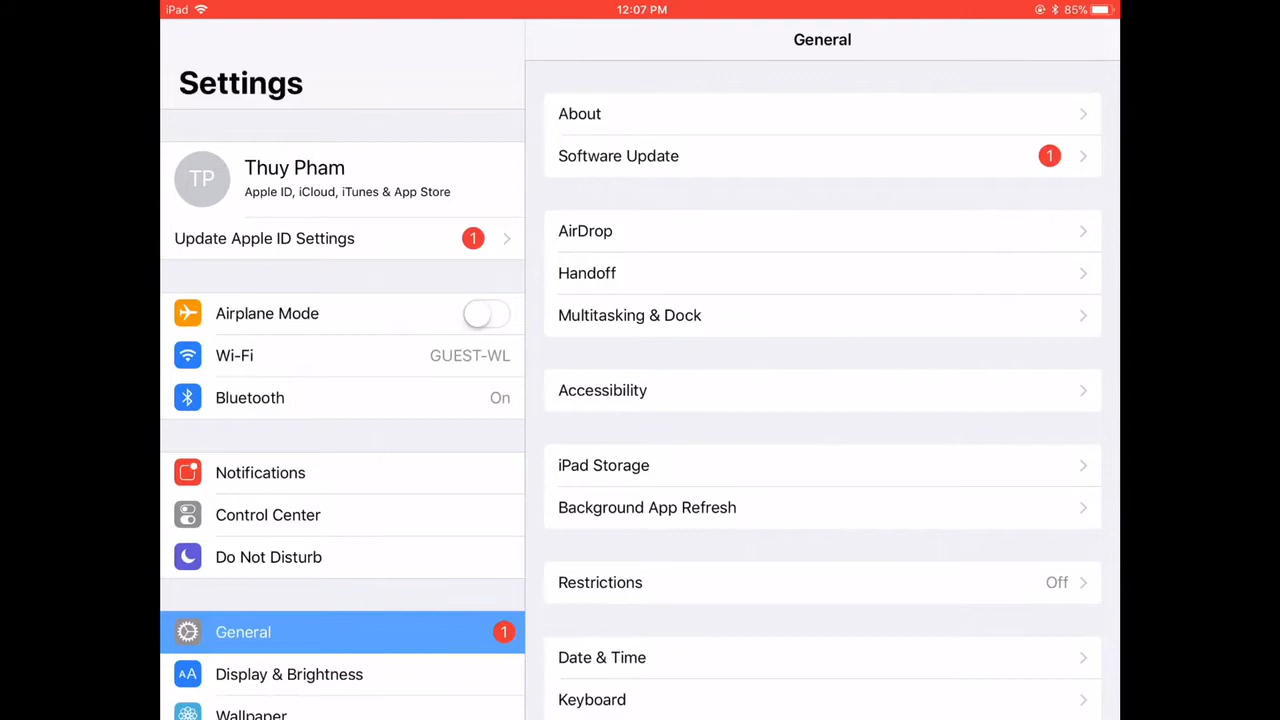 iPad 12:07 PM 85%
Settings
TP
Thuy Pham
Apple ID, iCloud, iTunes & App Store
Update Apple ID Settings 1
Airplane Mode
Wi-Fi GUEST-WL
Bluetooth On
Notifications
Control Center
Do Not Disturb
General 1
AA Display & Brightness
Wallpaper
General
About
Software Update 1
AirDrop
Handoff
Multitasking & Dock
Accessibility
iPad Storage
Background App Refresh
Restrictions Off
Date & Time
Keyboard